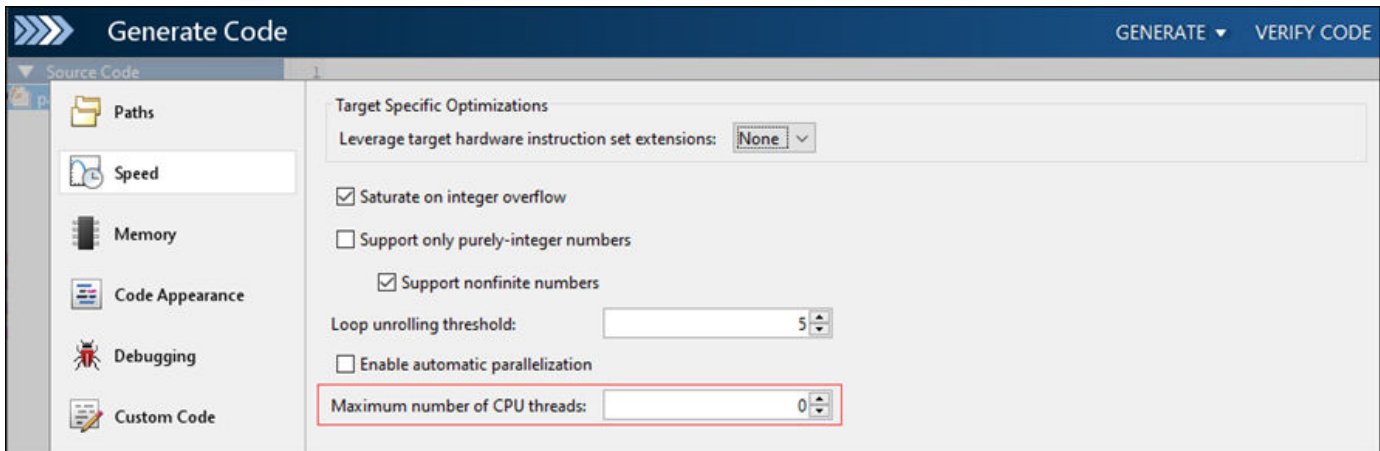 Generate Code
GENERATE VERIFY CODE
Source Code 1
Paths
Speed
Memory
Code Appearance
Debugging
Custom Code
Target Specific Optimizations
Leverage target hardware instruction set extensions: None
Saturate on integer overflow
Support only purely-integer numbers
Support nonfinite numbers
Loop unrolling threshold: 5
Enable automatic parallelization
Maximum number of CPU threads: 0